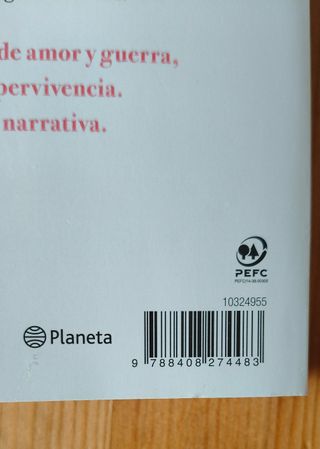 de amor y guerra,
pervivencia.
narrativa.
PEFC
10324955
Planeta
9 788408 274483